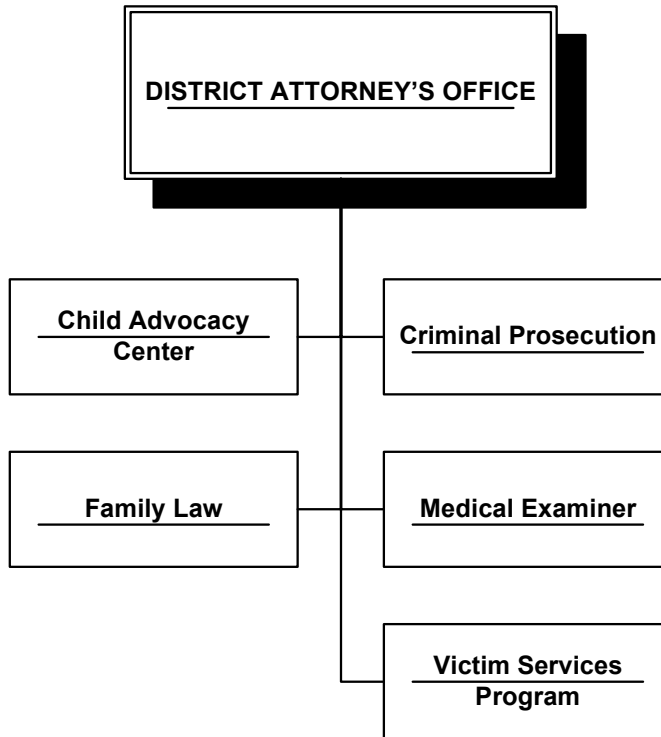 DISTRICT ATTORNEY’S OFFICE
Child Advocacy
Center
Criminal Prosecution
Family Law
Medical Examiner
Victim Services
Program